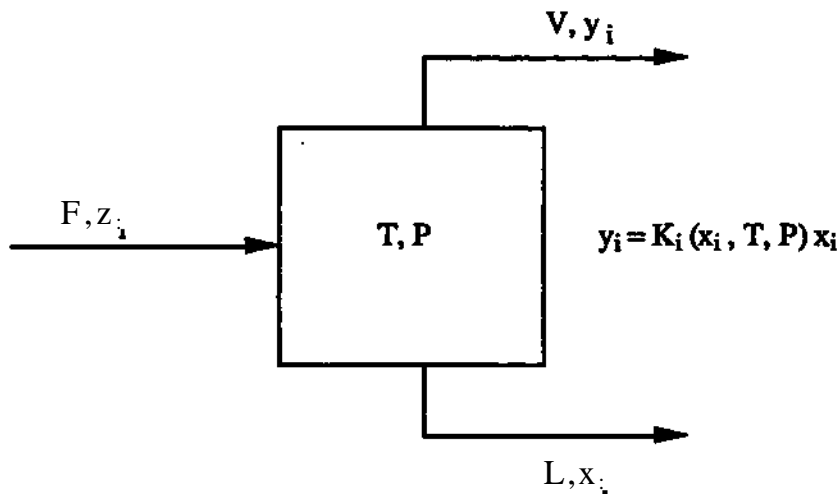 V, y_i
F, z_i
T, P
y_i = K_i (x_i, T, P) x_i
L, x_i